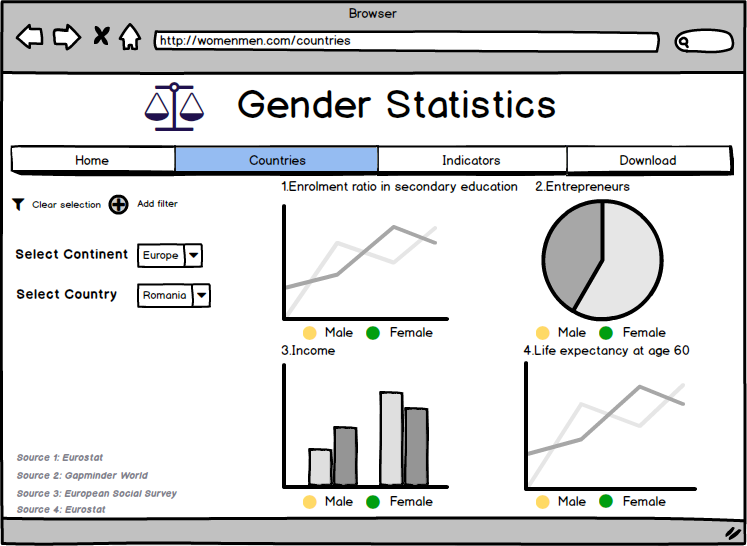 Browser
http://womenmen.com/countries
Gender Statistics
Home
Countries
Indicators
Download
Clear selection
Add filter
Select Continent
Europe
Select Country
Romania
1.Enrolment ratio in secondary education
Male
Female
2.Entrepreneurs
Male
Female
3.Income
Male
Female
4.Life expectancy at age 60
Male
Female
Source 1: Eurostat
Source 2: Gapminder World
Source 3: European Social Survey
Source 4: Eurostat